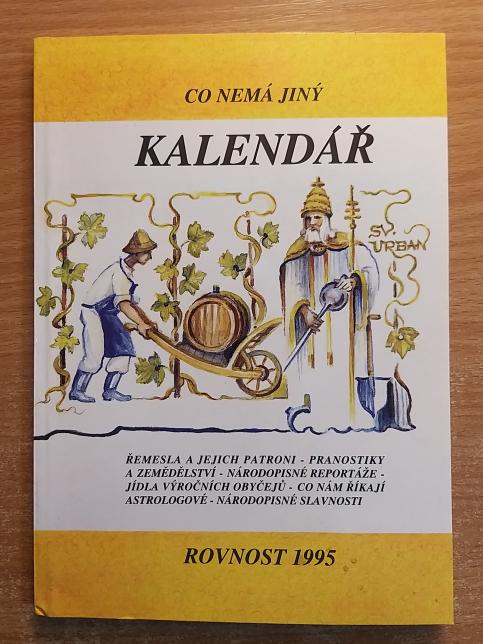 CO NEMÁ JINÝ
KALENDÁŘ
SV.
URBAN
ŘEMESLA A JEJICH PATRONI - PRANOSTIKY
A ZEMĚDĚLSTVÍ - NÁRODOPISNÉ REPORTÁŽE -
JÍDLA VÝROČNÍCH OBYČEJŮ - CO NÁM ŘÍKAJÍ
ASTROLOGOVÉ - NÁRODOPISNÉ SLAVNOSTI
ROVNOST 1995